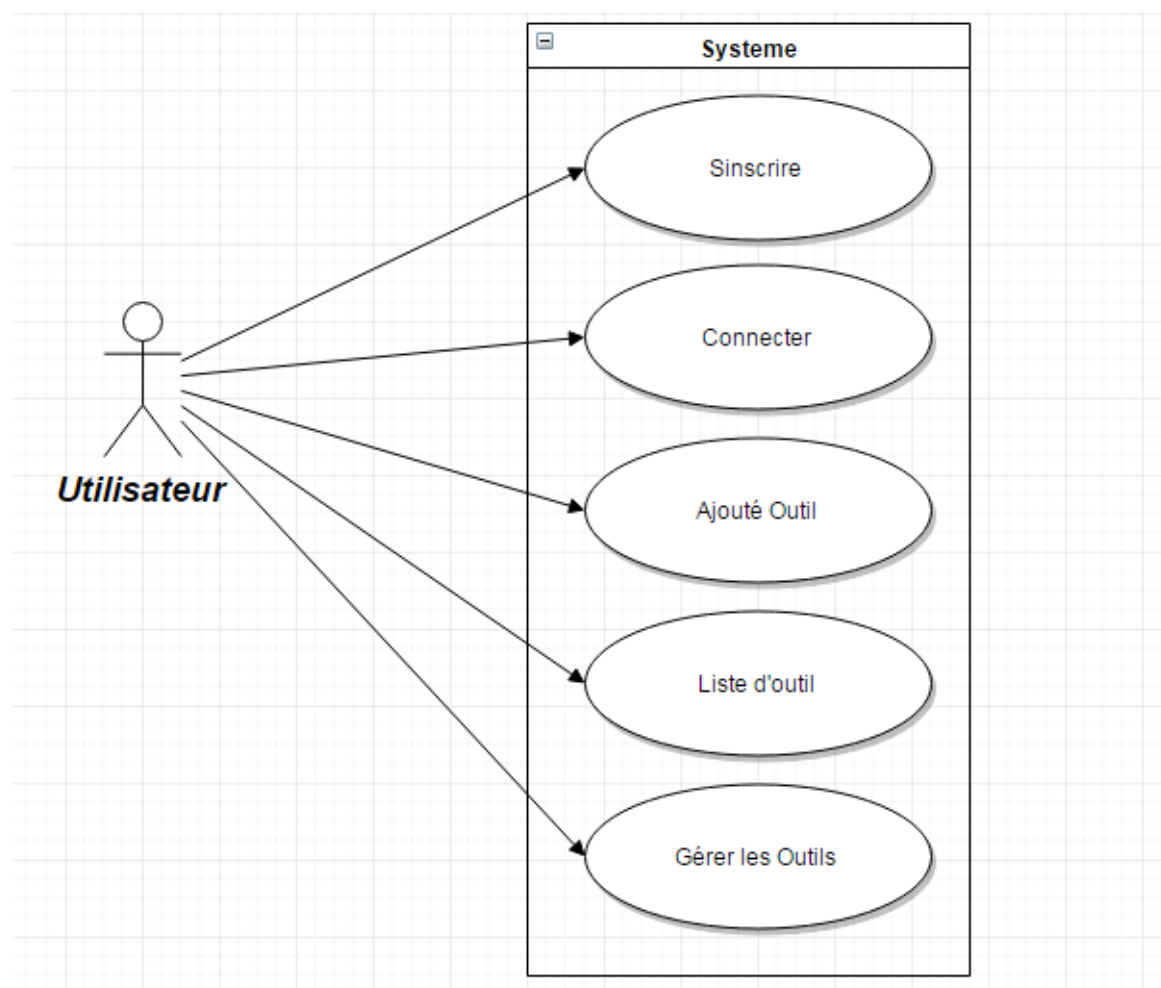 Systeme
Sinscrire
Connecter
Utilisateur
Ajouté Outil
Liste d'outil
Gérer les Outils